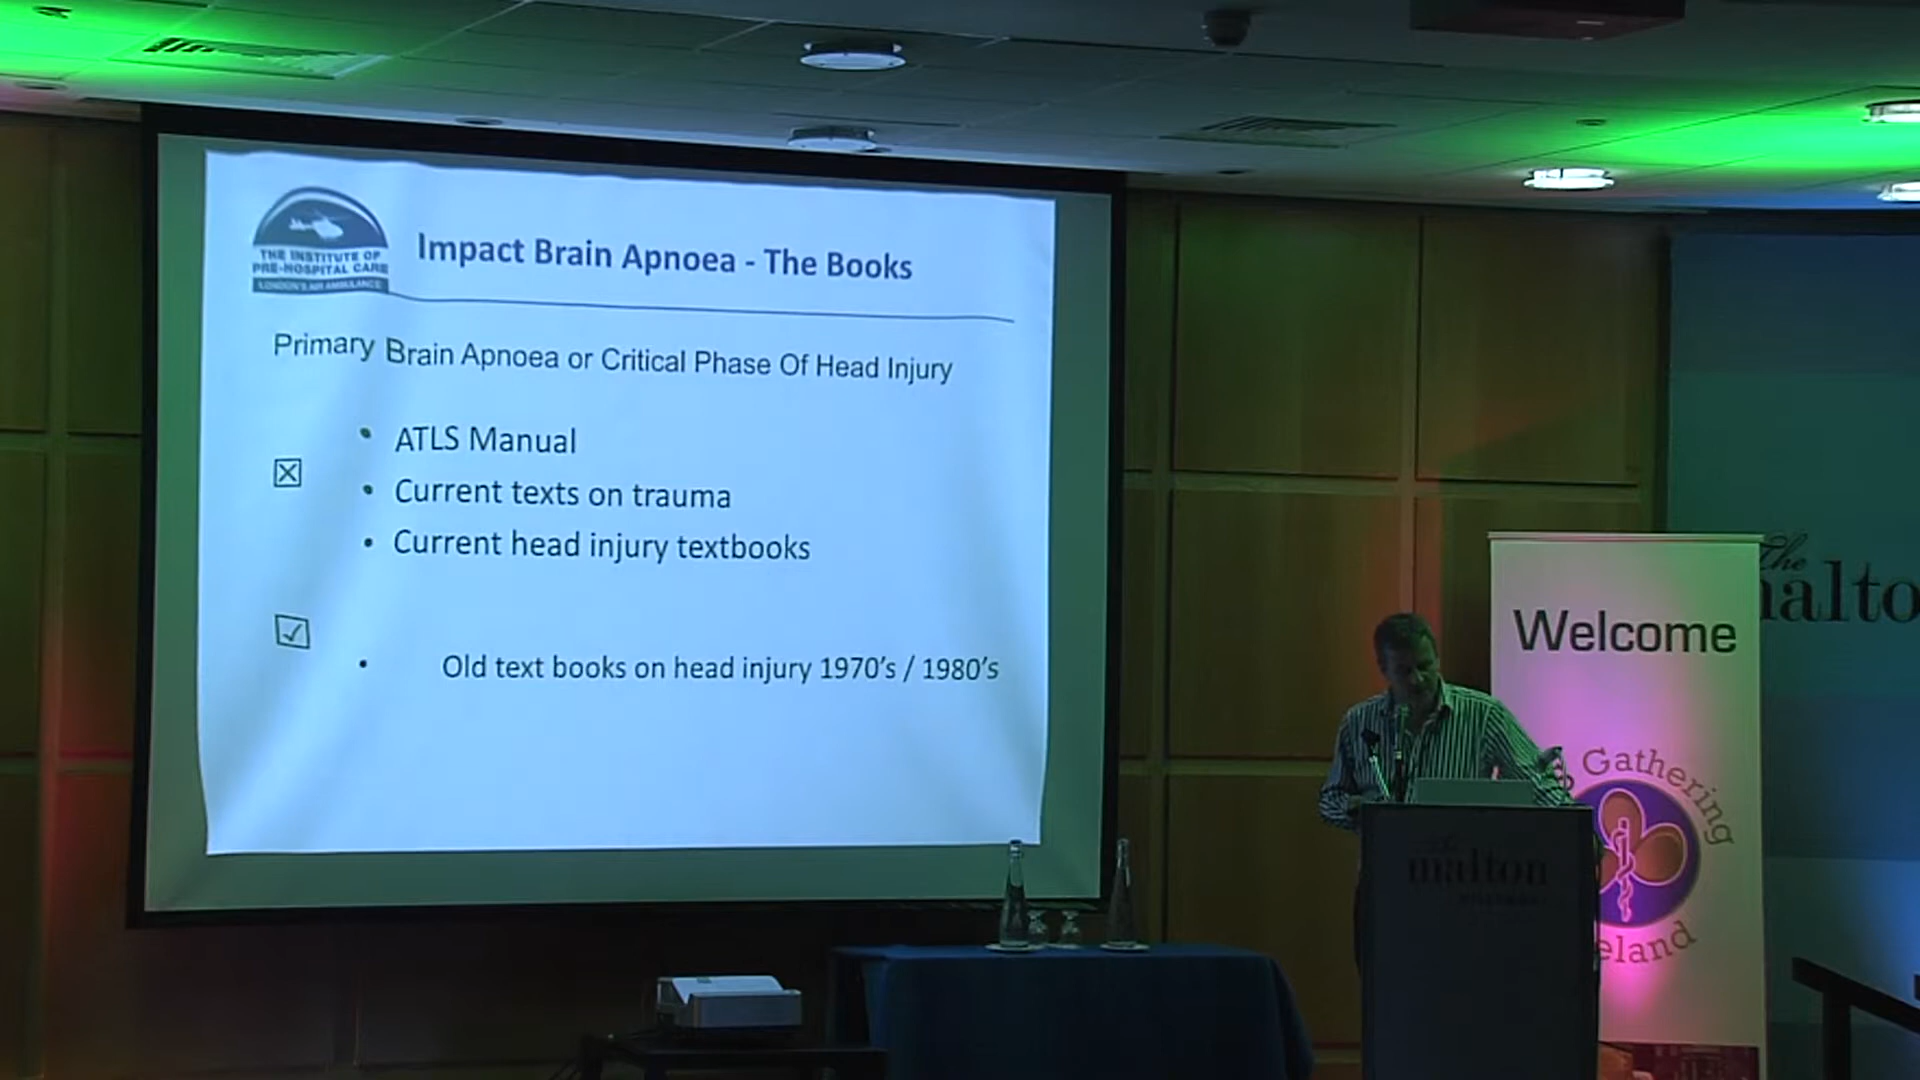 THE INSTITUTE OF
PRE-HOSPITAL CARE
LONDON'S AIR AMBULANCE
Impact Brain Apnoea - The Books
Primary Brain Apnoea or Critical Phase Of Head Injury
• ATLS Manual
• Current texts on trauma
• Current head injury textbooks
• Old text books on head injury 1970's / 1980's
The
malto
Welcome
Gathering
eland
The
malton